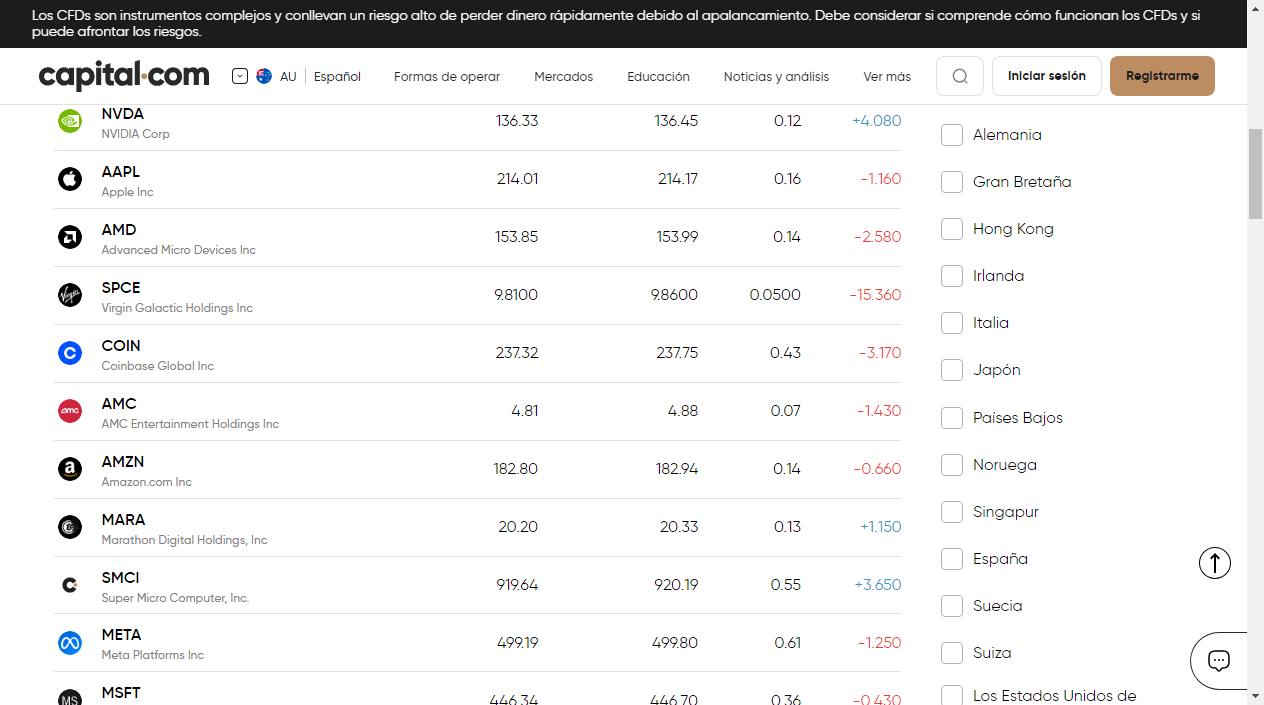 Los CFDs son instrumentos complejos y conllevan un riesgo alto de perder dinero rápidamente debido al apalancamiento. Debe considerar si comprende cómo funcionan los CFDs y si
puede afrontar los riesgos.
capital.com AU Español Formas de operar Mercados Educación Noticias y análisis Ver más Iniciar sesión Registrarme
NVDA 136.33 136.45 0.12 +4.080
NVIDIA Corp
AAPL 214.01 214.17 0.16 -1.160
Apple Inc
AMD 153.85 153.99 0.14 -2.580
Advanced Micro Devices Inc
SPCE 9.8100 9.8600 0.0500 -15.360
Virgin Galactic Holdings Inc
COIN 237.32 237.75 0.43 -3.170
Coinbase Global Inc
amc AMC 4.81 4.88 0.07 -1.430
AMC Entertainment Holdings Inc
AMZN 182.80 182.94 0.14 -0.660
Amazon.com Inc
MARA 20.20 20.33 0.13 +1.150
Marathon Digital Holdings, Inc
SMCI 919.64 920.19 0.55 +3.650
Super Micro Computer, Inc.
META 499.19 499.80 0.61 -1.250
Meta Platforms Inc
MS MSFT 446.34 446.70 0.36 -0.430
Alemania
Gran Bretaña
Hong Kong
Irlanda
Italia
Japón
Países Bajos
Noruega
Singapur
España
Suecia
Suiza
Los Estados Unidos de